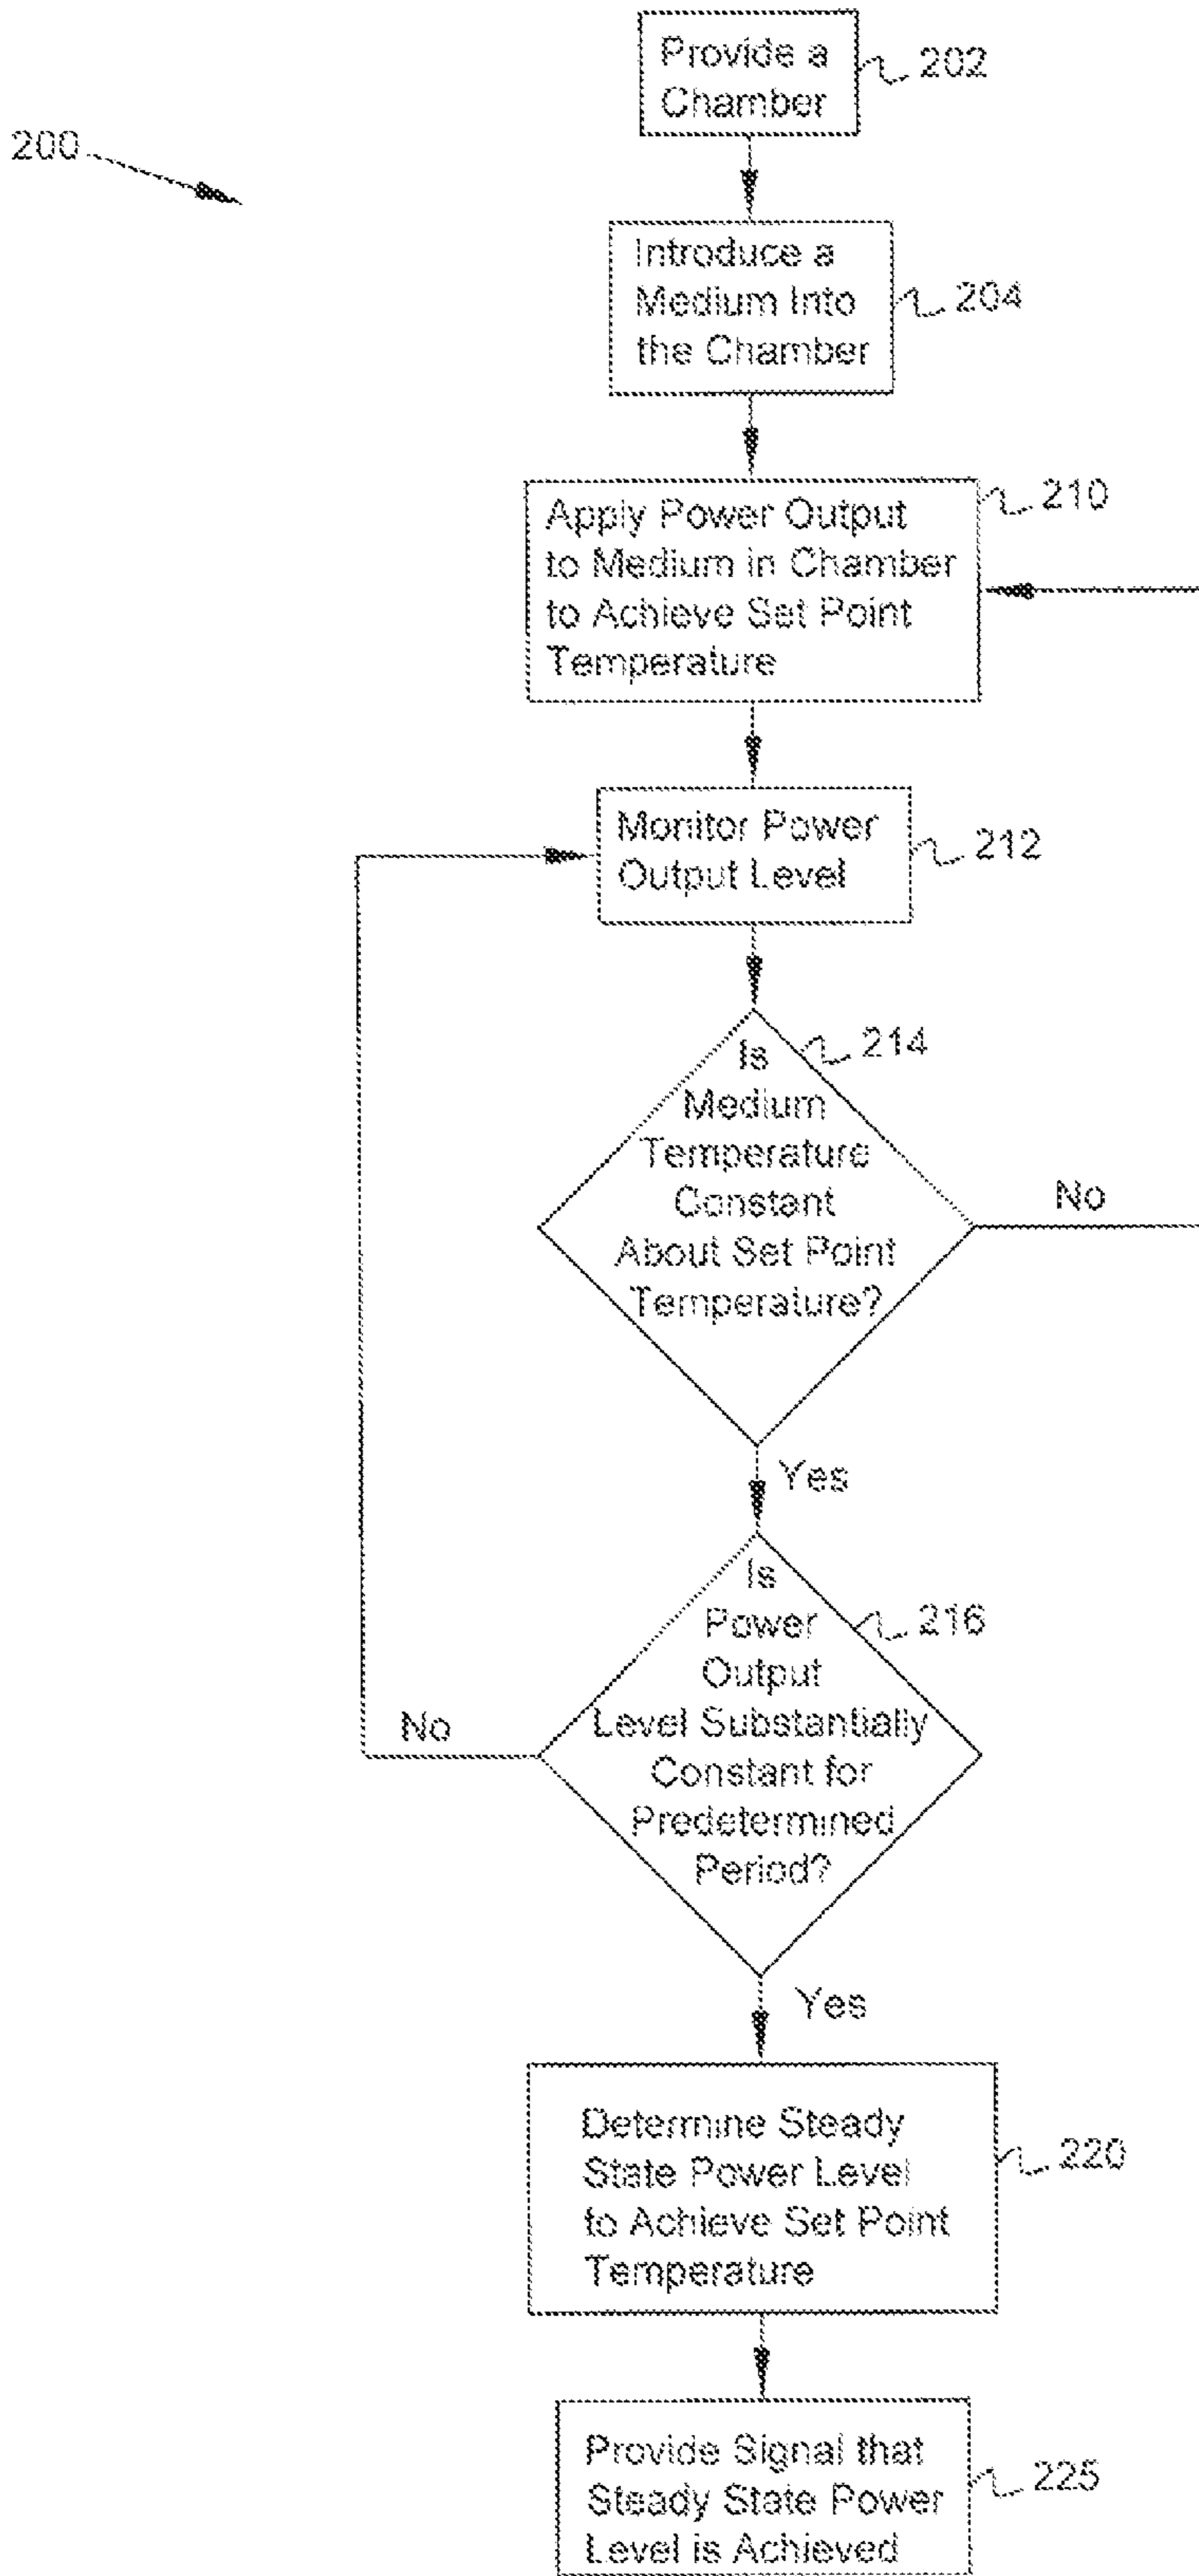 Provide a
Chamber
202
200
Introduce a
Medium Into
the Chamber
204
210
Apply Power Output
to Medium in Chamber
to Achieve Set Point
Temperature
Monitor Power
Output Level
212
214
Is
Medium
Temperature
Constant
About Set Point
Temperature?
No
Yes
Is
Power
Output
Level Substantially
Constant for
Predetermined
Period?
216
No
Yes
Determine Steady
State Power Level
to Achieve Set Point
Temperature
220
Provide Signal that
Steady State Power
Level is Achieved
225